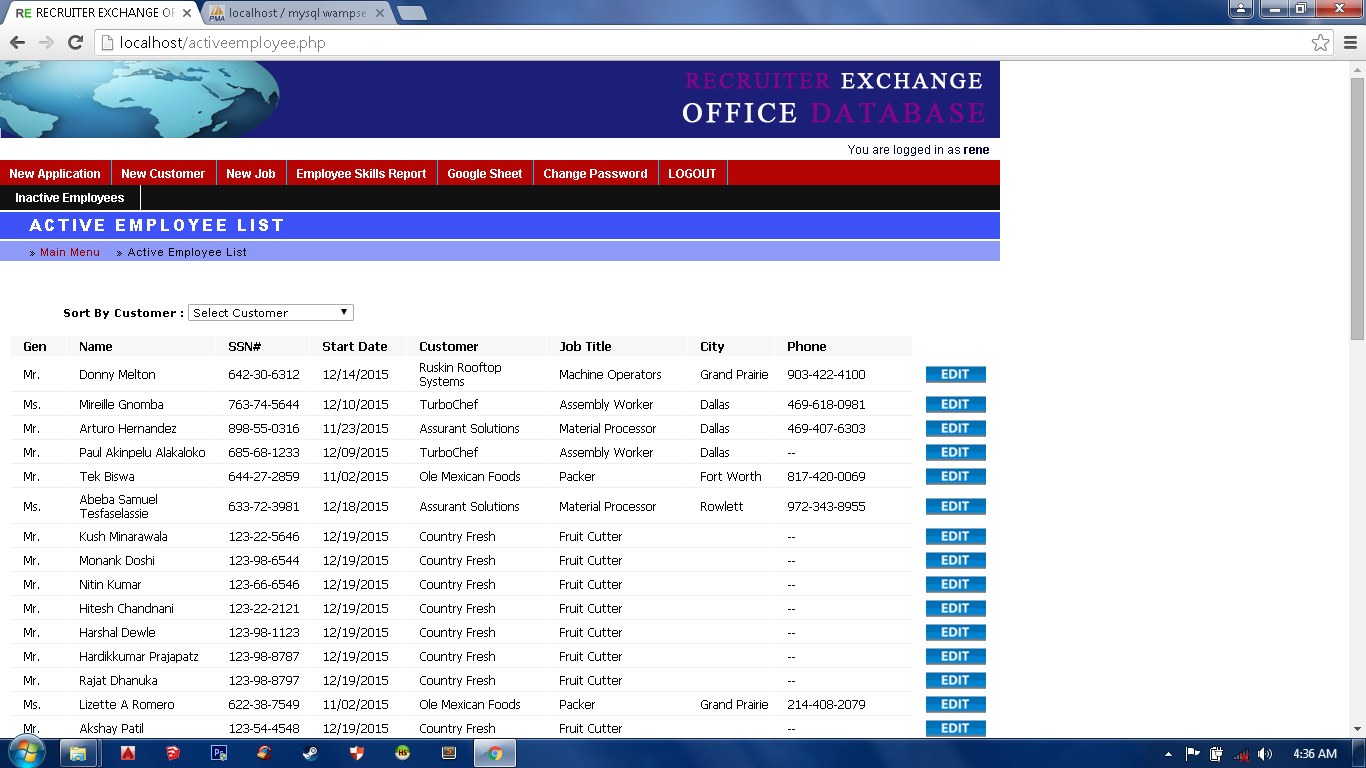 RECRUITER EXCHANGE OF
localhost / mysql wampse
localhost/activeemployee.php
RECRUITER EXCHANGE
OFFICE DATABASE
You are logged in as rene
New Application New Customer New Job Employee Skills Report Google Sheet Change Password LOGOUT
Inactive Employees
ACTIVE EMPLOYEE LIST
» Main Menu » Active Employee List
Sort By Customer : Select Customer
Gen Name SSN# Start Date Customer Job Title City Phone
Mr. Donny Melton 642-30-6312 12/14/2015 Ruskin Rooftop Systems Machine Operators Grand Prairie 903-422-4100 EDIT
Ms. Mireille Gnomba 763-74-5644 12/10/2015 TurboChef Assembly Worker Dallas 469-618-0981 EDIT
Mr. Arturo Hernandez 898-55-0316 11/23/2015 Assurant Solutions Material Processor Dallas 469-407-6303 EDIT
Mr. Paul Akinpelu Alakaloko 685-68-1233 12/09/2015 TurboChef Assembly Worker Dallas -- EDIT
Mr. Tek Biswa 644-27-2859 11/02/2015 Ole Mexican Foods Packer Fort Worth 817-420-0069 EDIT
Ms. Abeba Samuel Tesfaselassie 633-72-3981 12/18/2015 Assurant Solutions Material Processor Rowlett 972-343-8955 EDIT
Mr. Kush Minarawala 123-22-5646 12/19/2015 Country Fresh Fruit Cutter -- EDIT
Mr. Monank Doshi 123-98-6544 12/19/2015 Country Fresh Fruit Cutter -- EDIT
Mr. Nitin Kumar 123-66-6546 12/19/2015 Country Fresh Fruit Cutter -- EDIT
Mr. Hitesh Chandnani 123-22-2121 12/19/2015 Country Fresh Fruit Cutter -- EDIT
Mr. Harshal Dewle 123-98-1123 12/19/2015 Country Fresh Fruit Cutter -- EDIT
Mr. Hardikkumar Prajapatz 123-98-8787 12/19/2015 Country Fresh Fruit Cutter -- EDIT
Mr. Rajat Dhanuka 123-98-8797 12/19/2015 Country Fresh Fruit Cutter -- EDIT
Ms. Lizette A Romero 622-38-7549 11/02/2015 Ole Mexican Foods Packer Grand Prairie 214-408-2079 EDIT
Mr. Akshay Patil 123-54-4548 12/19/2015 Country Fresh Fruit Cutter -- EDIT
4:36 AM